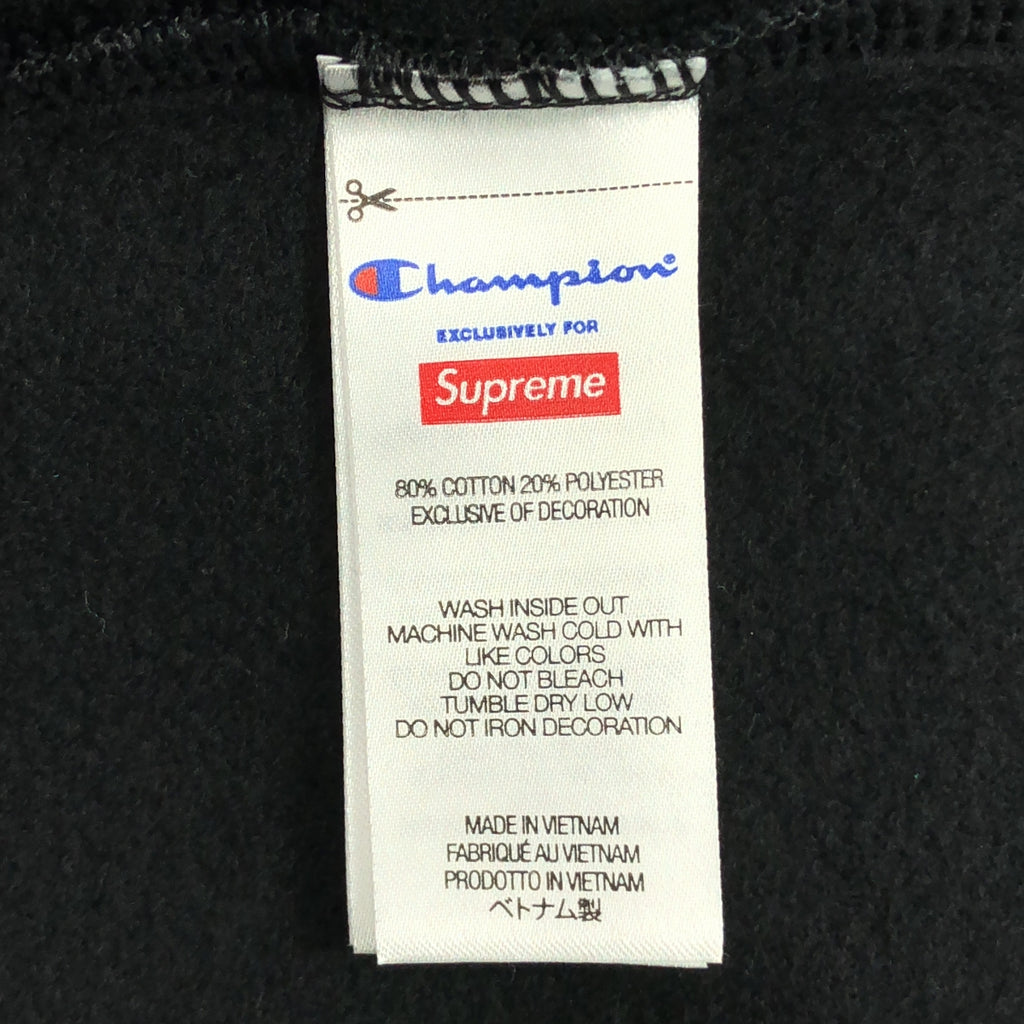 Champion
EXCLUSIVELY FOR
Supreme
80% COTTON 20% POLYESTER
EXCLUSIVE OF DECORATION
WASH INSIDE OUT
MACHINE WASH COLD WITH
LIKE COLORS
DO NOT BLEACH
TUMBLE DRY LOW
DO NOT IRON DECORATION
MADE IN VIETNAM
FABRIQUÉ AU VIETNAM
PRODOTTO IN VIETNAM
ベトナム製